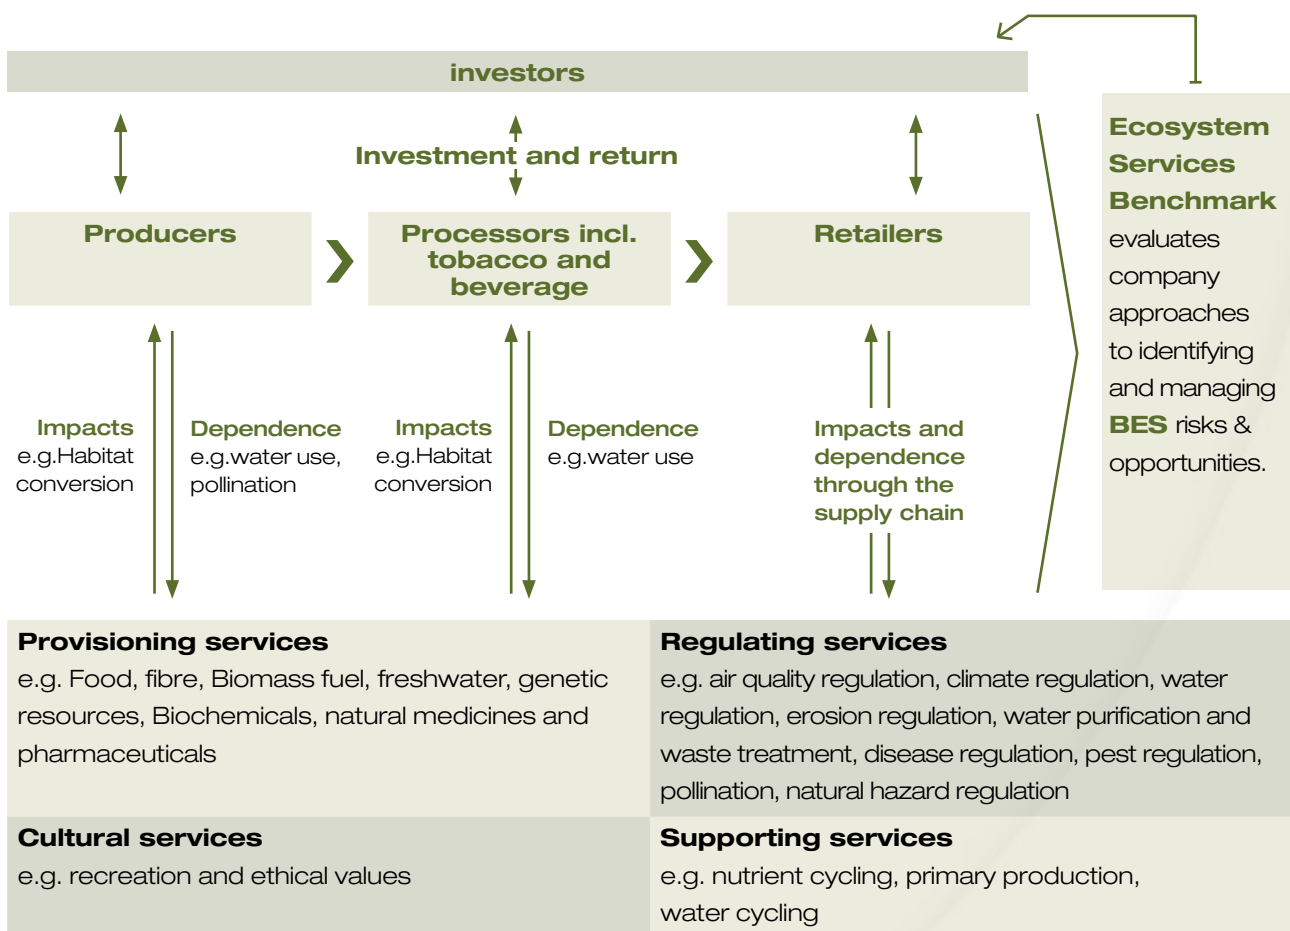 investors
Investment and return
Producers
Processors incl.
tobacco and
beverage
Retailers
Ecosystem
Services
Benchmark
evaluates
company
approaches
to identifying
and managing
BES risks &
opportunities.
Impacts
e.g.Habitat
conversion
Dependence
e.g.water use,
pollination
Impacts
e.g.Habitat
conversion
Dependence
e.g.water use
Impacts and
dependence
through the
supply chain
Provisioning services
e.g. Food, fibre, Biomass fuel, freshwater, genetic
resources, Biochemicals, natural medicines and
pharmaceuticals
Regulating services
e.g. air quality regulation, climate regulation, water
regulation, erosion regulation, water purification and
waste treatment, disease regulation, pest regulation,
pollination, natural hazard regulation
Cultural services
e.g. recreation and ethical values
Supporting services
e.g. nutrient cycling, primary production,
water cycling